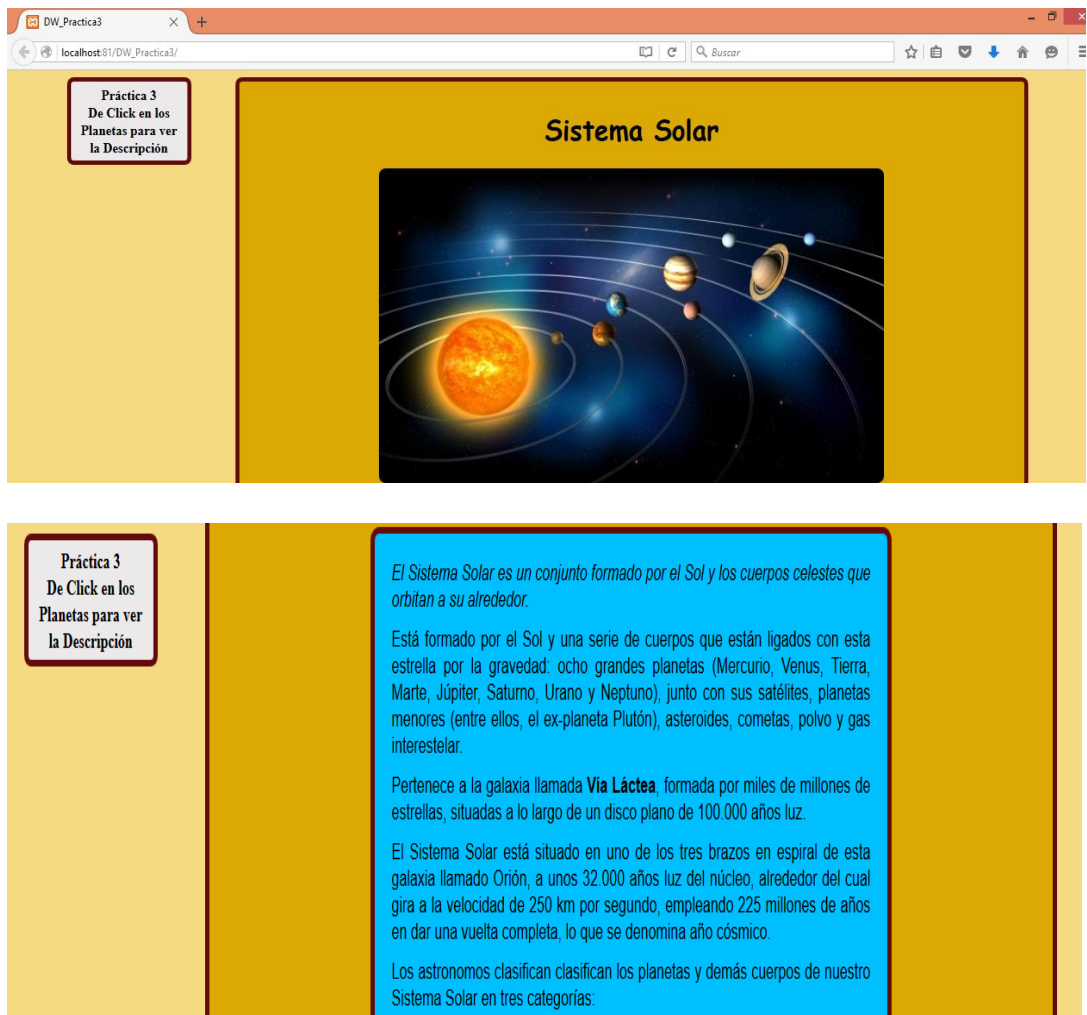 DW_Practica3
localhost:81/DW_Practica3/
Buscar
Práctica 3
De Click en los
Planetas para ver
la Descripción
Sistema Solar
Práctica 3
De Click en los
Planetas para ver
la Descripción
El Sistema Solar es un conjunto formado por el Sol y los cuerpos celestes que
orbitan a su alrededor.
Está formado por el Sol y una serie de cuerpos que están ligados con esta
estrella por la gravedad: ocho grandes planetas (Mercurio, Venus, Tierra,
Marte, Júpiter, Saturno, Urano y Neptuno), junto con sus satélites, planetas
menores (entre ellos, el ex-planeta Plutón), asteroides, cometas, polvo y gas
interestelar.
Pertenece a la galaxia llamada Vía Láctea, formada por miles de millones de
estrellas, situadas a lo largo de un disco plano de 100.000 años luz.
El Sistema Solar está situado en uno de los tres brazos en espiral de esta
galaxia llamado Orión, a unos 32.000 años luz del núcleo, alrededor del cual
gira a la velocidad de 250 km por segundo, empleando 225 millones de años
en dar una vuelta completa, lo que se denomina año cósmico.
Los astronomos clasifican clasifican los planetas y demás cuerpos de nuestro
Sistema Solar en tres categorías: